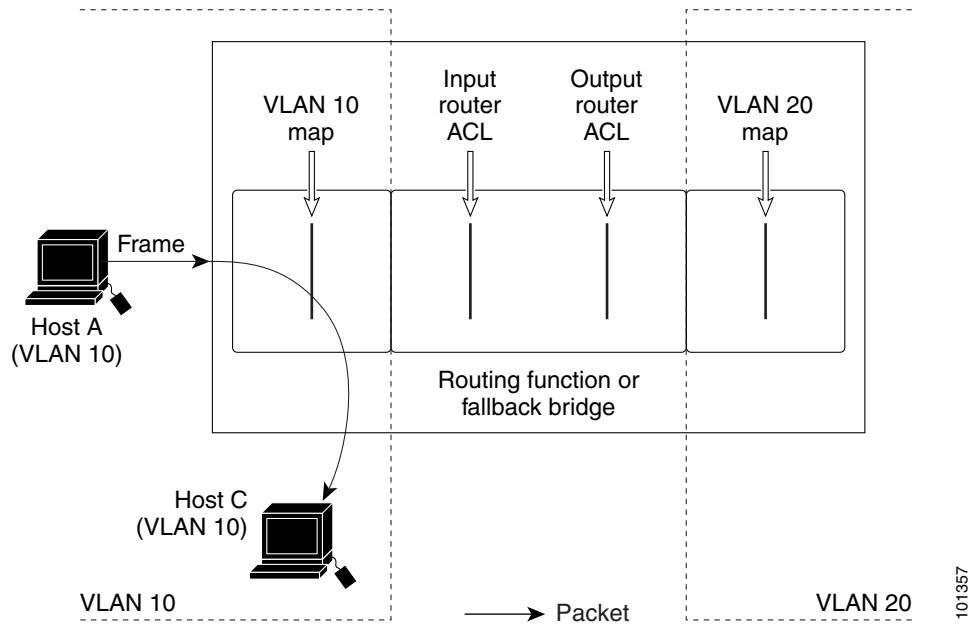 VLAN 10
map
Input
router
ACL
Output
router
ACL
VLAN 20
map
Frame
Host A
(VLAN 10)
Routing function or
fallback bridge
Host C
(VLAN 10)
VLAN 10
Packet
VLAN 20
101357